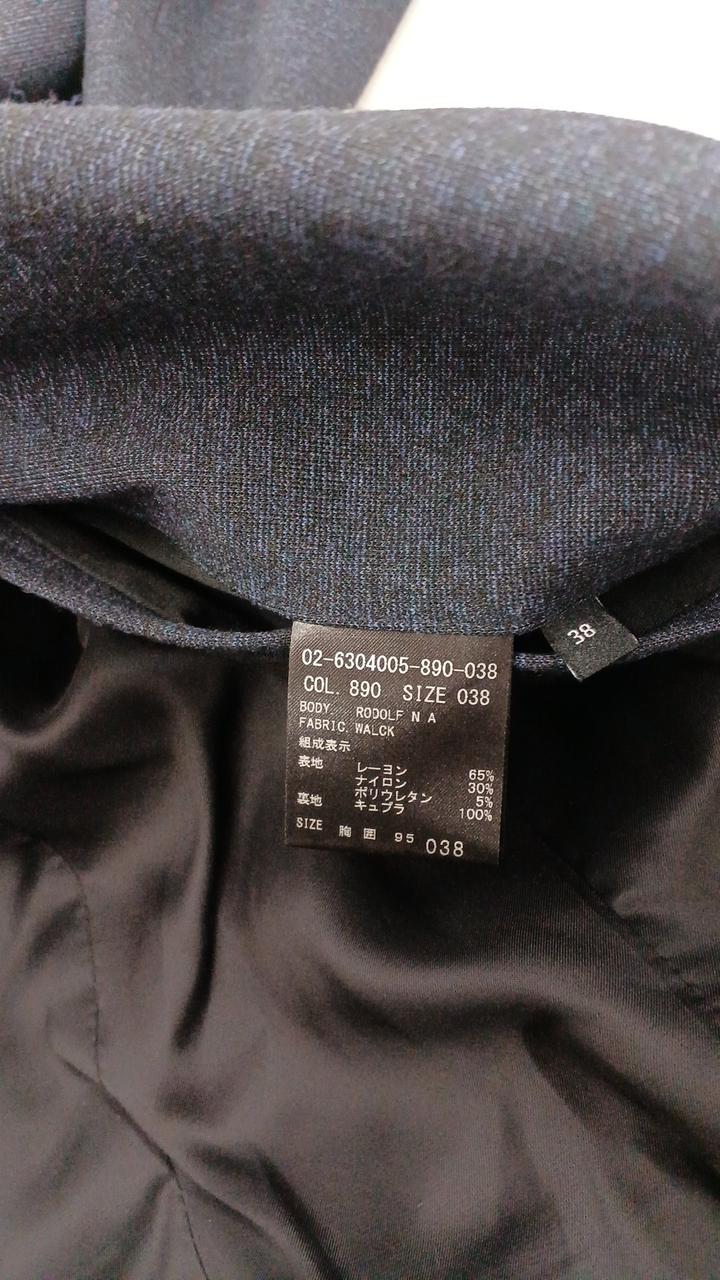 38
02-6304005-890-038
COL. 890 SIZE 038
BODY RODOLF N A
FABRIC WALCK
組成表示
表地 レーヨン 65%
ナイロン 30%
ポリウレタン 5%
裏地 キュプラ 100%
SIZE 胸囲 95 038